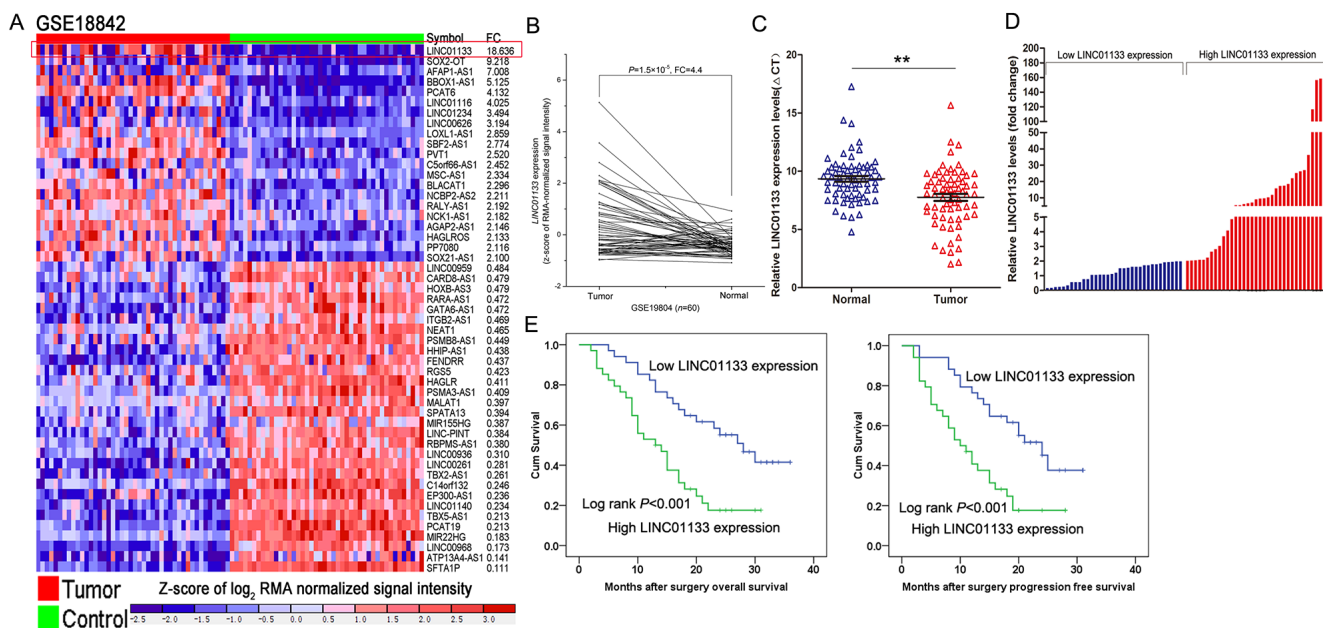 A
GSE18842
Symbol FC
LINC01133 18.636
SOX2-OT 9.218
AFAP1-AS1 7.008
BBOX1-AS1 5.125
PCAT6 4.132
LINC01116 4.025
LINC01234 3.494
LINC00626 3.194
LOXL1-AS1 2.859
SBF2-AS1 2.774
PVT1 2.520
C5orf66-AS1 2.452
MSC-AS1 2.334
BLACAT1 2.296
NCBP2-AS2 2.211
RALY-AS1 2.192
NCK1-AS1 2.182
AGAP2-AS1 2.146
HAGLROS 2.133
PP7080 2.116
SOX21-AS1 2.100
LINC00959 0.484
CARD8-AS1 0.479
HOXB-AS3 0.479
RARA-AS1 0.472
GATA6-AS1 0.472
ITGB2-AS1 0.469
NEAT1 0.465
PSMB8-AS1 0.449
HHIP-AS1 0.438
FENDRR 0.437
RGS5 0.423
HAGLR 0.411
PSMA3-AS1 0.409
MALAT1 0.397
SPATA13 0.394
MIR155HG 0.387
LINC-PINT 0.384
RBPMS-AS1 0.380
LINC00936 0.310
LINC00261 0.281
TBX2-AS1 0.261
C14orf132 0.246
EP300-AS1 0.236
LINC01140 0.234
TBX5-AS1 0.213
PCAT19 0.213
MIR22HG 0.183
LINC00968 0.173
ATP13A4-AS1 0.141
SFTA1P 0.111
Tumor
Control
Z-score of log2 RMA normalized signal intensity
-2.5 -2.0 -1.5 -1.0 -0.5 0.0 0.5 1.0 1.5 2.0 2.5 3.0
B
LINC01133 expression
(z-score of RMA-normalized signal intensity)
7
6
5
4
3
2
1
0
-1
-2
P=1.5×10-5, FC=4.4
Tumor Normal
GSE19804 (n=60)
C
Relative LINC01133 expression levels(△CT)
20
15
10
5
0
**
Normal Tumor
D
Relative LINC01133 levels (fold change)
Low LINC01133 expression
High LINC01133 expression
200
180
160
140
120
100
50
40
30
20
10
5
4
3
2
1
0
E
Cum Survival
1.0
0.8
0.6
0.4
0.2
0.0
Low LINC01133 expression
Log rank P<0.001
High LINC01133 expression
0 10 20 30 40
Months after surgery overall survival
Cum Survival
1.0
0.8
0.6
0.4
0.2
0.0
Low LINC01133 expression
Log rank P<0.001
High LINC01133 expression
0 10 20 30 40
Months after surgery progression free survival